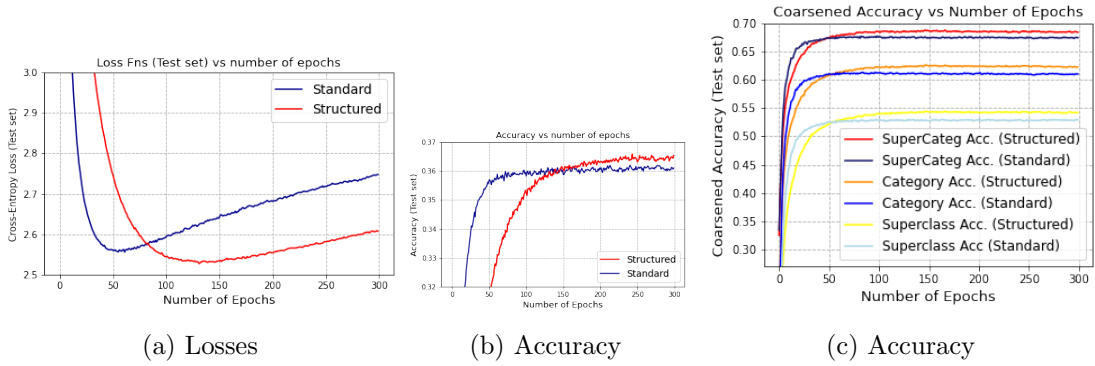 Loss Fns (Test set) vs number of epochs
3.0
2.9
2.8
2.7
2.6
2.5
Cross-Entropy Loss (Test set)
Standard
Structured
0 50 100 150 200 250 300
Number of Epochs
(a) Losses
Accuracy vs number of epochs
0.37
0.36
0.35
0.34
0.33
0.32
Accuracy (Test set)
Structured
Standard
0 50 100 150 200 250 300
Number of Epochs
(b) Accuracy
Coarsened Accuracy vs Number of Epochs
0.70
0.65
0.60
0.55
0.50
0.45
0.40
0.35
0.30
Coarsened Accuracy (Test set)
SuperCateg Acc. (Structured)
SuperCateg Acc. (Standard)
Category Acc. (Structured)
Category Acc. (Standard)
Superclass Acc. (Structured)
Superclass Acc (Standard)
0 50 100 150 200 250 300
Number of Epochs
(c) Accuracy